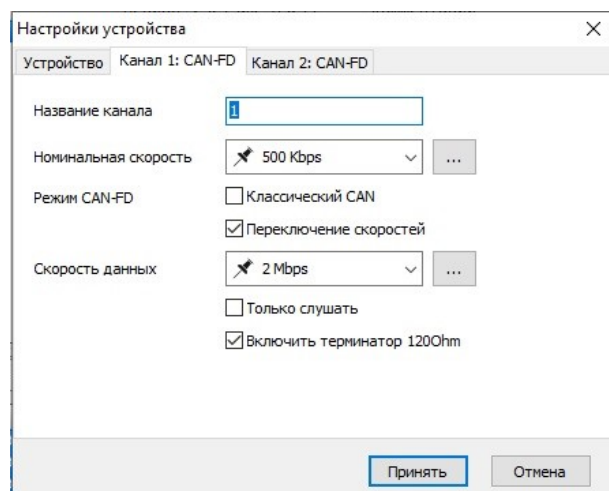 Настройки устройства
Устройство Канал 1: CAN-FD Канал 2: CAN-FD
Название канала 1
Номинальная скорость 500 Kbps ...
Режим CAN-FD Классический CAN
Переключение скоростей
Скорость данных 2 Mbps ...
Только слушать
Включить терминатор 120Ohm
Принять Отмена